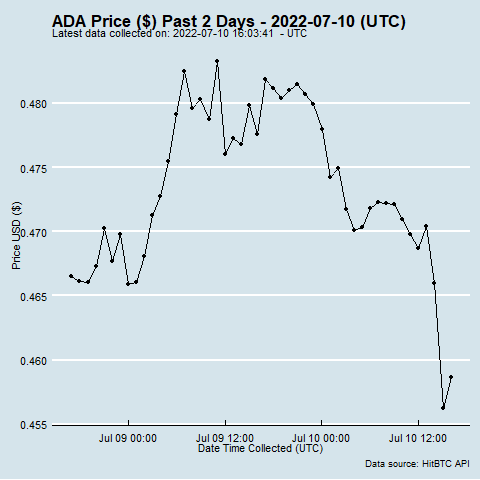 ADA Price ($) Past 2 Days - 2022-07-10 (UTC)
Latest data collected on: 2022-07-10 16:03:41 - UTC
0.480
0.475
0.470
0.465
0.460
0.455
Price USD ($)
Jul 09 00:00 Jul 09 12:00 Jul 10 00:00 Jul 10 12:00
Date Time Collected (UTC)
Data source: HitBTC API